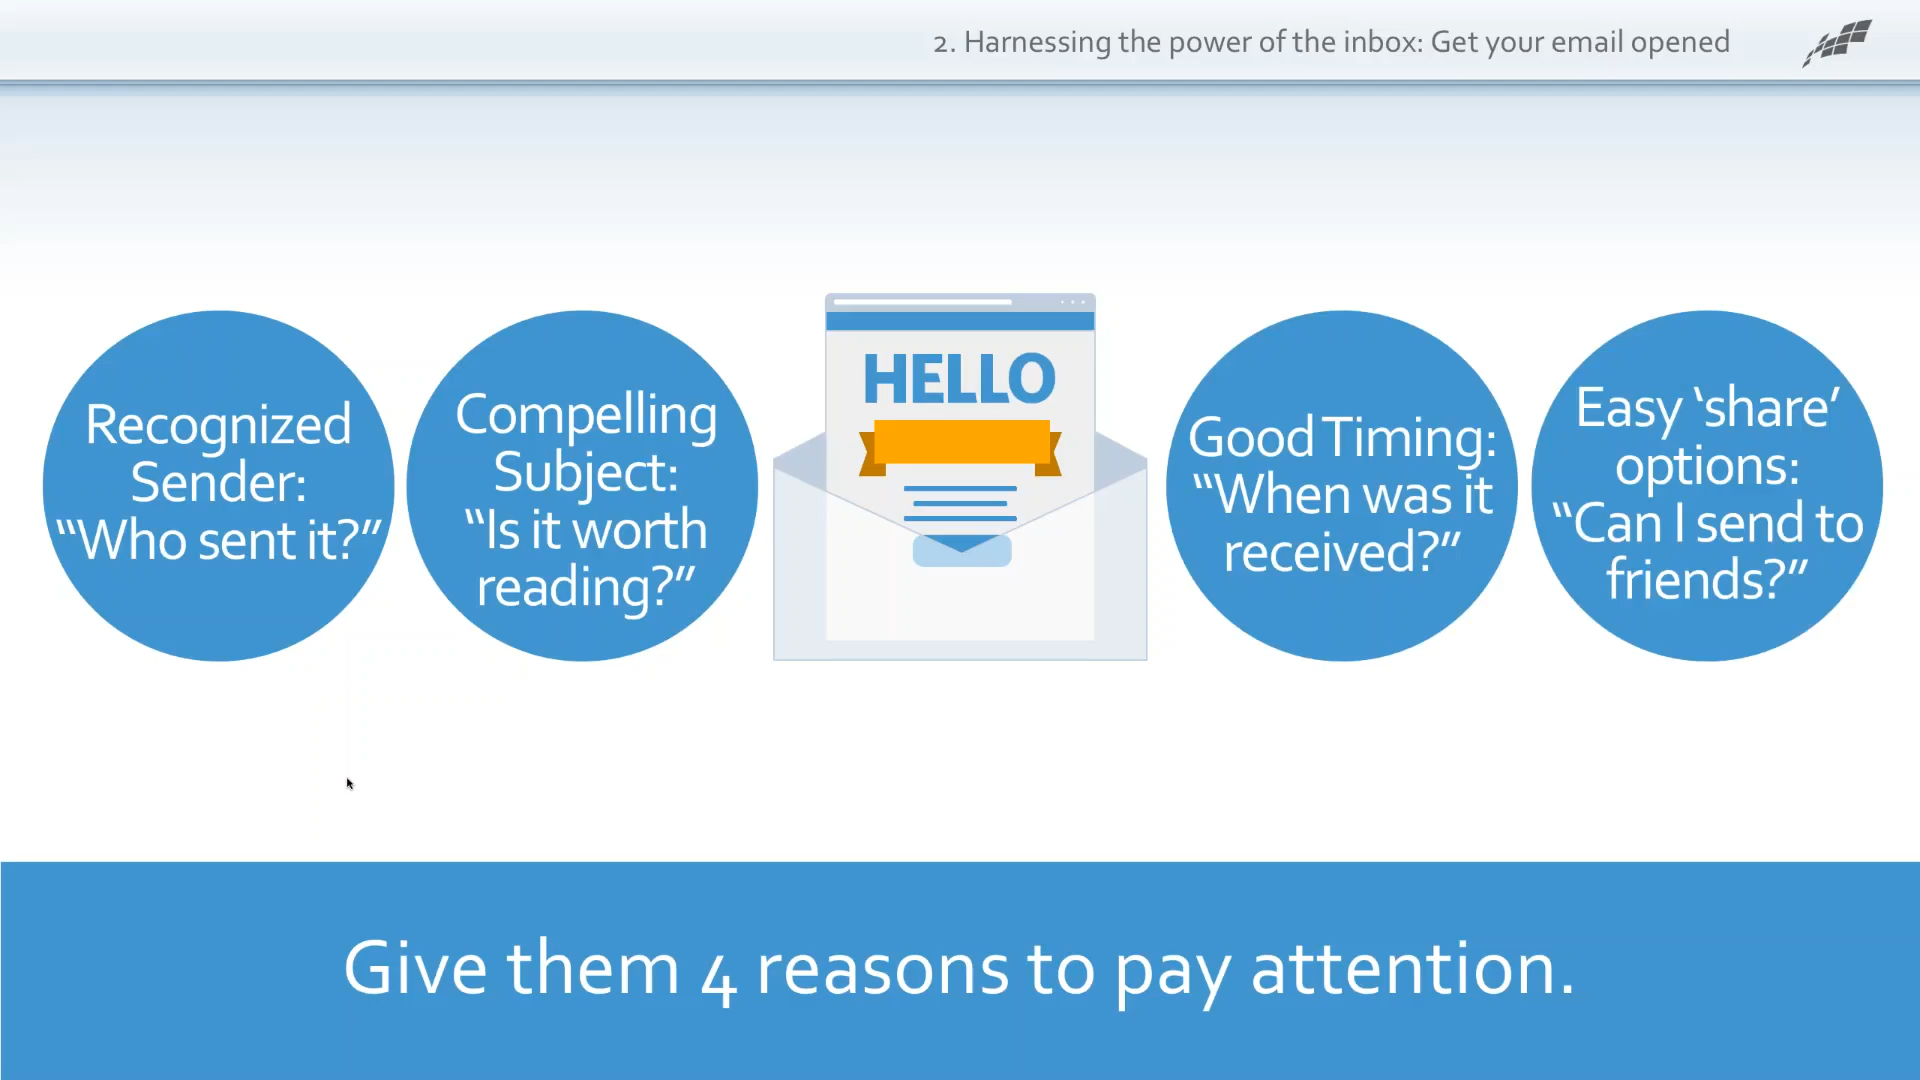 2. Harnessing the power of the inbox: Get your email opened
Recognized
Sender:
“Who sent it?”
Compelling
Subject:
“Is it worth
reading?”
HELLO
Good Timing:
“When was it
received?”
Easy ‘share’
options:
“Can I send to
friends?”
Give them 4 reasons to pay attention.